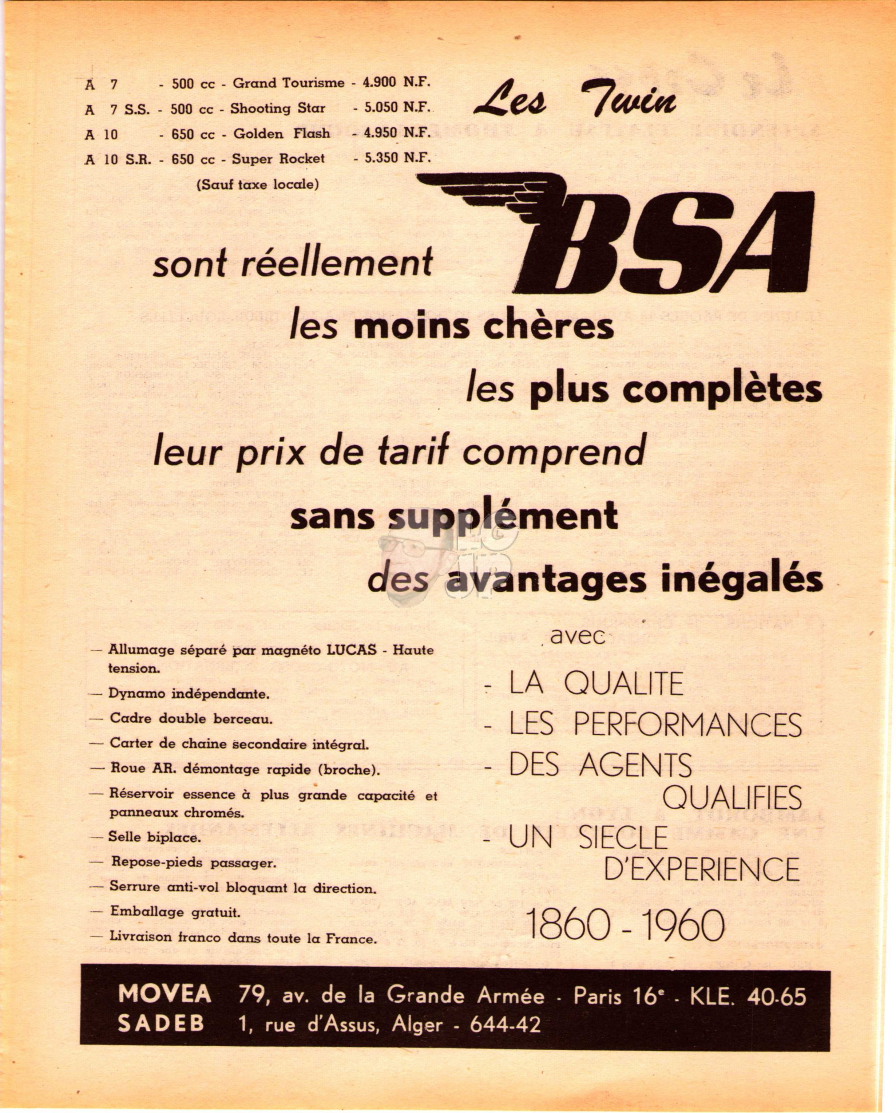 A 7 - 500 cc - Grand Tourisme - 4.900 N.F.
A 7 S.S. - 500 cc - Shooting Star - 5.050 N.F.
A 10 - 650 cc - Golden Flash - 4.950 N.F.
A 10 S.R. - 650 cc - Super Rocket - 5.350 N.F.
(Sauf taxe locale)
Les Twin
BSA
sont réellement
les moins chères
les plus complètes
leur prix de tarif comprend
sans supplément
des avantages inégalés
— Allumage séparé par magnéto LUCAS - Haute
tension.
— Dynamo indépendante.
— Cadre double berceau.
— Carter de chaine secondaire intégral.
— Roue AR. démontage rapide (broche).
— Réservoir essence à plus grande capacité et
panneaux chromés.
— Selle biplace.
— Repose-pieds passager.
— Serrure anti-vol bloquant la direction.
— Emballage gratuit.
— Livraison franco dans toute la France.
avec
- LA QUALITE
- LES PERFORMANCES
- DES AGENTS
QUALIFIES
- UN SIECLE
D'EXPERIENCE
1860 - 1960
MOVEA 79, av. de la Grande Armée - Paris 16e - KLE. 40-65
SADEB 1, rue d'Assus, Alger - 644-42